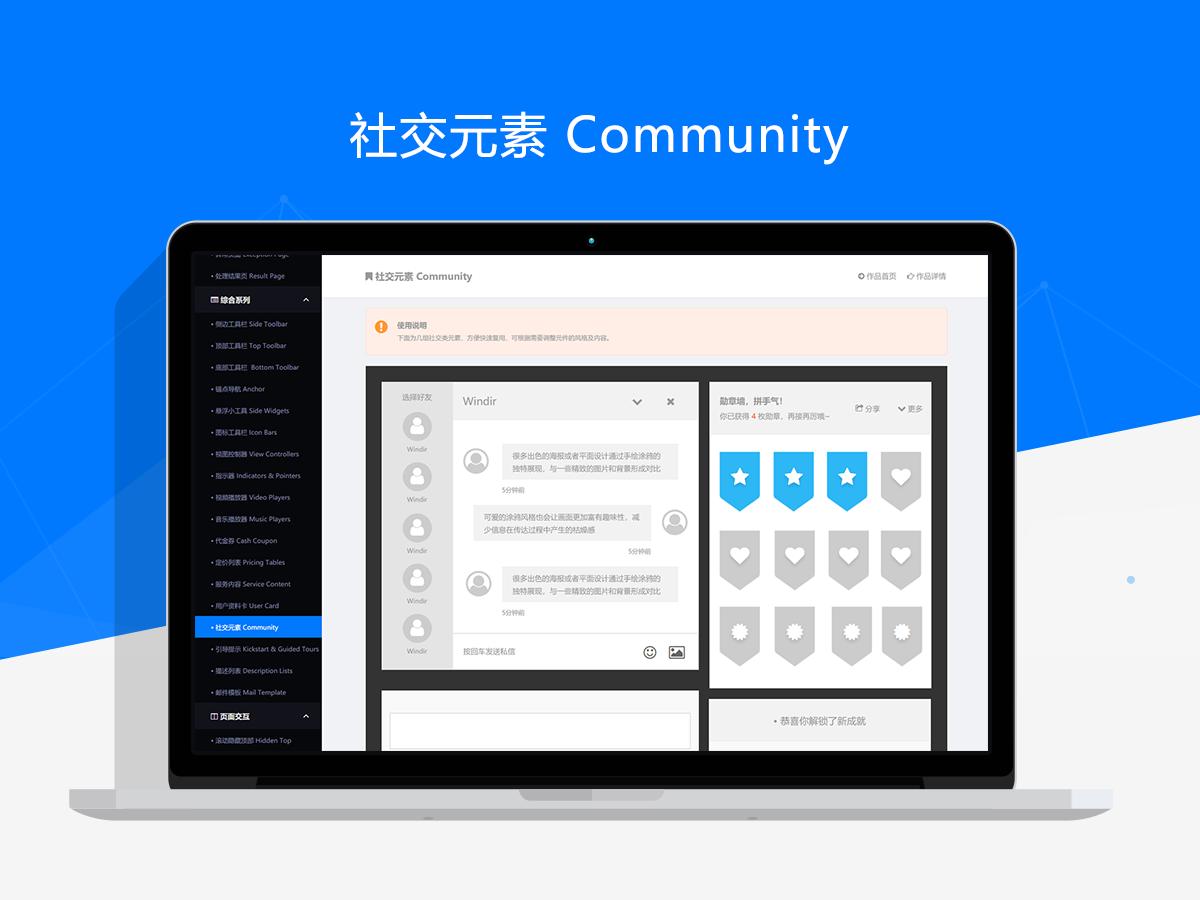 社交元素 Community
异常页面 Exception Page
• 处理结果页 Result Page
综合系列
• 侧边工具栏 Side Toolbar
• 顶部工具栏 Top Toolbar
• 底部工具栏 Bottom Toolbar
• 锚点导航 Anchor
• 悬浮小工具 Side Widgets
• 图标工具栏 Icon Bars
• 视图控制器 View Controllers
• 指示器 Indicators & Pointers
• 视频播放器 Video Players
• 音乐播放器 Music Players
• 代金券 Cash Coupon
• 定价列表 Pricing Tables
• 服务内容 Service Content
• 用户资料卡 User Card
• 社交元素 Community
• 引导提示 Kickstart & Guided Tours
• 描述列表 Description Lists
• 邮件模板 Mail Template
页面交互
• 滚动隐藏顶部 Hidden Top
社交元素 Community
作品首页
作品详情
使用说明
下面为几组社交类元素，方便快速复用，可根据需要调整元件的风格及内容。
选择好友
Windir
Windir
Windir
Windir
Windir
Windir
很多出色的海报或者平面设计通过手绘涂鸦的
独特展现，与一些精致的图片和背景形成对比
5分钟前
可爱的涂鸦风格也会让画面更加富有趣味性，减
少信息在传达过程中产生的枯燥感
5分钟前
很多出色的海报或者平面设计通过手绘涂鸦的
独特展现，与一些精致的图片和背景形成对比
5分钟前
按回车发送私信
勋章墙，拼手气！
你已获得 4 枚勋章，再接再厉哦~
分享
更多
• 恭喜你解锁了新成就